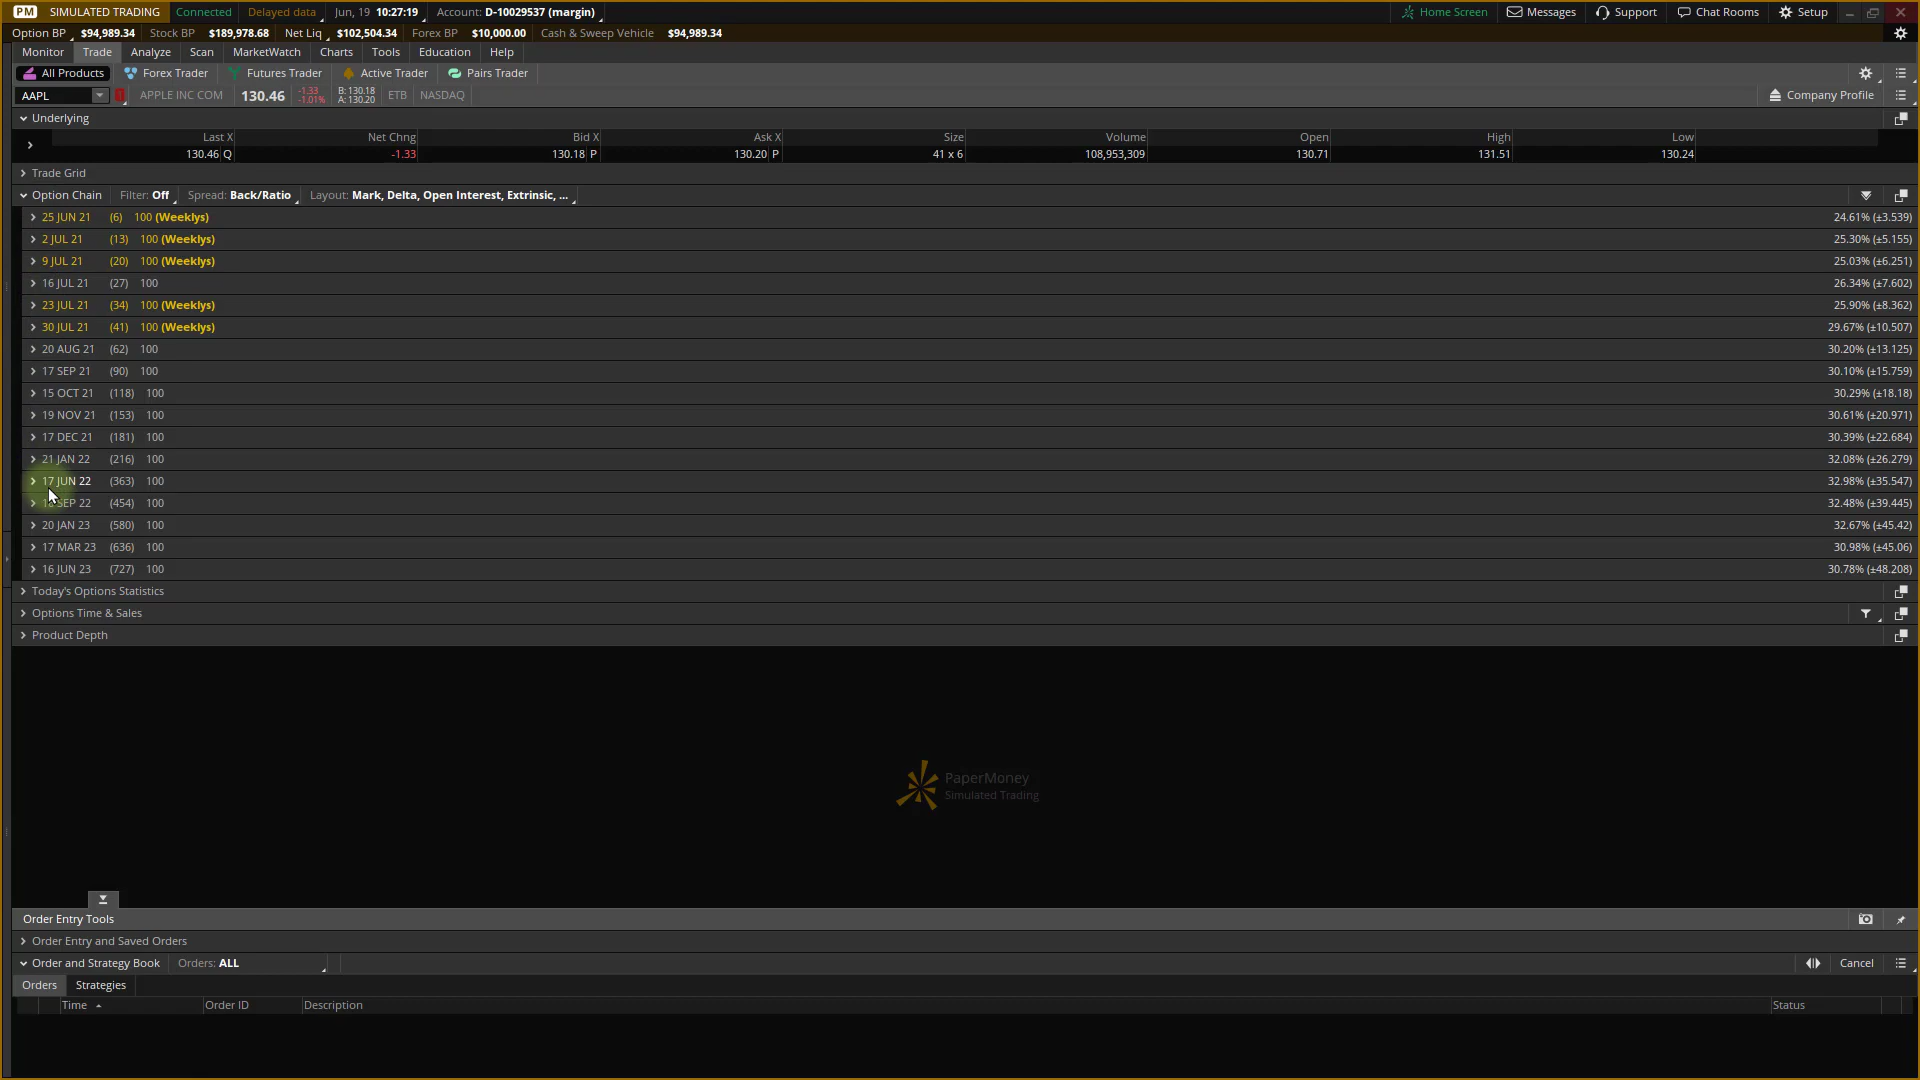 PM SIMULATED TRADING Connected Delayed data Jun, 19 10:27:19 Account: D-10029537 (margin) Home Screen Messages Support Chat Rooms Setup
Option BP $94,989.34 Stock BP $189,978.68 Net Liq $102,504.34 Forex BP $10,000.00 Cash & Sweep Vehicle $94,989.34
Monitor Trade Analyze Scan MarketWatch Charts Tools Education Help
All Products Forex Trader Futures Trader Active Trader Pairs Trader
AAPL APPLE INC COM 130.46 -1.33 -1.01% B: 130.18 A: 130.20 ETB NASDAQ Company Profile
Underlying
Last X Net Chng Bid X Ask X Size Volume Open High Low
130.46 Q -1.33 130.18 P 130.20 P 41 x 6 108,953,309 130.71 131.51 130.24
Trade Grid
Option Chain Filter: Off Spread: Back/Ratio Layout: Mark, Delta, Open Interest, Extrinsic, ...
25 JUN 21 (6) 100 (Weeklys) 24.61% (±3.539)
2 JUL 21 (13) 100 (Weeklys) 25.30% (±5.155)
9 JUL 21 (20) 100 (Weeklys) 25.03% (±6.251)
16 JUL 21 (27) 100 26.34% (±7.602)
23 JUL 21 (34) 100 (Weeklys) 25.90% (±8.362)
30 JUL 21 (41) 100 (Weeklys) 29.67% (±10.507)
20 AUG 21 (62) 100 30.20% (±13.125)
17 SEP 21 (90) 100 30.10% (±15.759)
15 OCT 21 (118) 100 30.29% (±18.18)
19 NOV 21 (153) 100 30.61% (±20.971)
17 DEC 21 (181) 100 30.39% (±22.684)
21 JAN 22 (216) 100 32.08% (±26.279)
17 JUN 22 (363) 100 32.98% (±35.547)
SEP 22 (454) 100 32.48% (±39.445)
20 JAN 23 (580) 100 32.67% (±45.42)
17 MAR 23 (636) 100 30.98% (±45.06)
16 JUN 23 (727) 100 30.78% (±48.208)
Today's Options Statistics
Options Time & Sales
Product Depth
PaperMoney
Simulated Trading
Order Entry Tools
Order Entry and Saved Orders
Order and Strategy Book Orders: ALL Cancel
Orders Strategies
Time Order ID Description Status